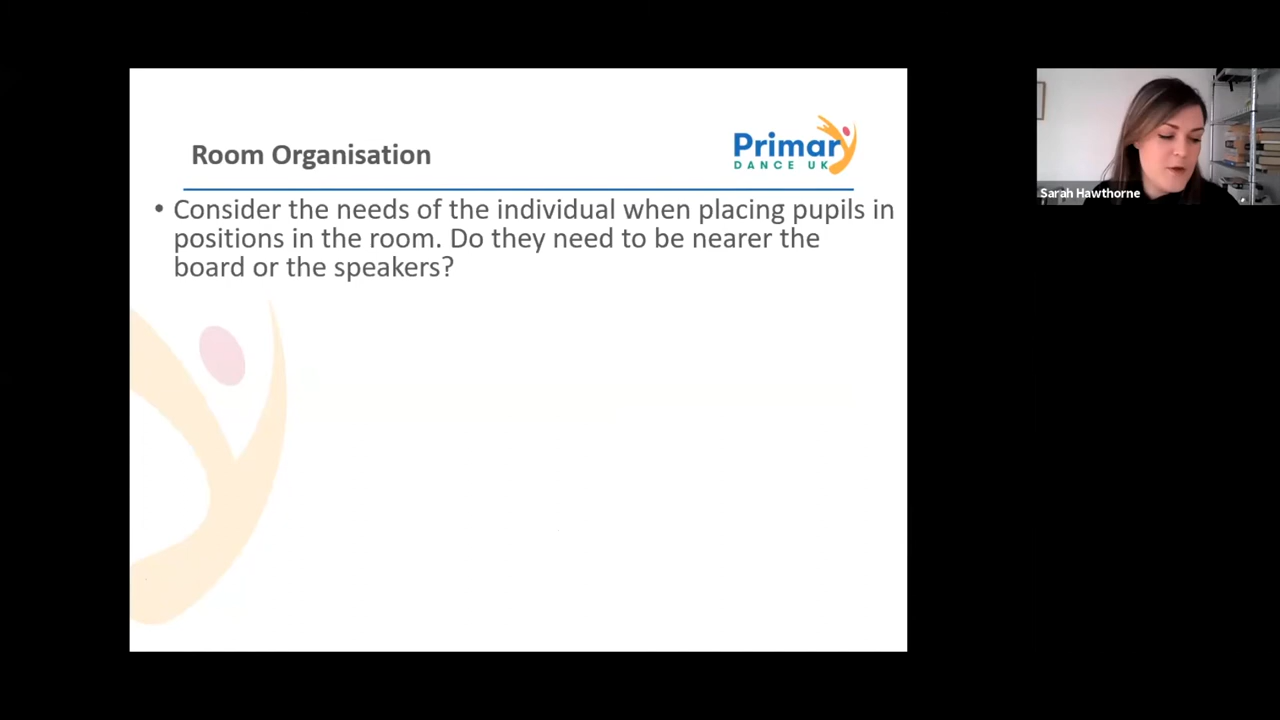 Room Organisation
Primary
DANCE UK
• Consider the needs of the individual when placing pupils in
positions in the room. Do they need to be nearer the
board or the speakers?
Sarah Hawthorne